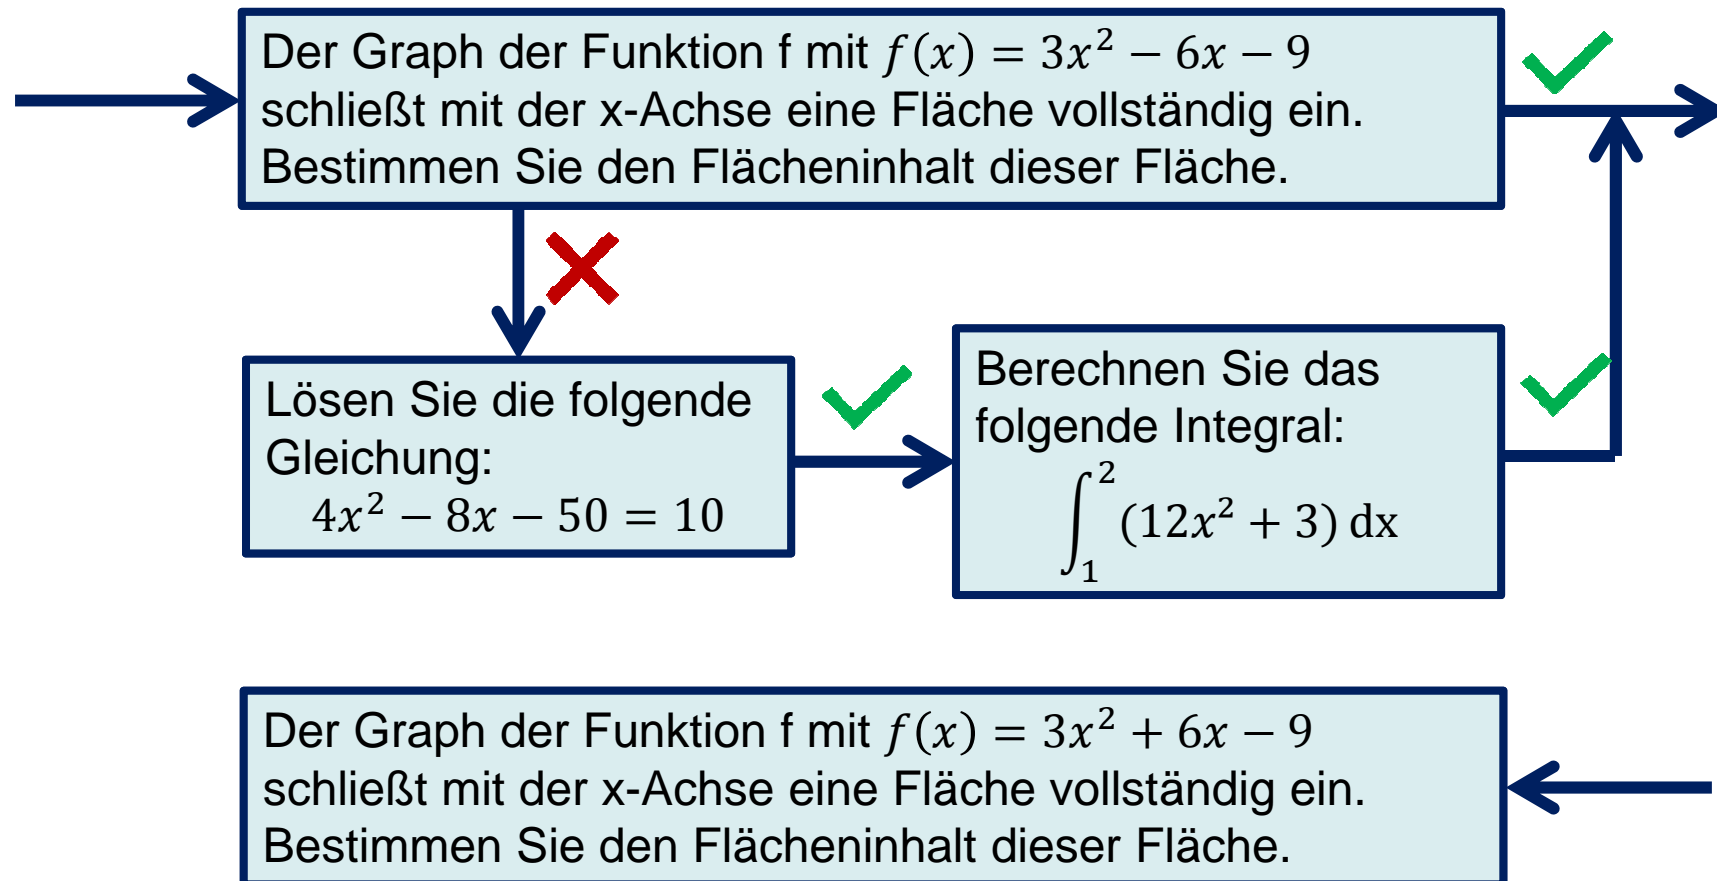 Der Graph der Funktion f mit f(x) = 3x² − 6x − 9
schließt mit der x-Achse eine Fläche vollständig ein.
Bestimmen Sie den Flächeninhalt dieser Fläche.
Lösen Sie die folgende
Gleichung:
4x² − 8x − 50 = 10
Berechnen Sie das
folgende Integral:
∫₁² (12x² + 3) dx
Der Graph der Funktion f mit f(x) = 3x² + 6x − 9
schließt mit der x-Achse eine Fläche vollständig ein.
Bestimmen Sie den Flächeninhalt dieser Fläche.